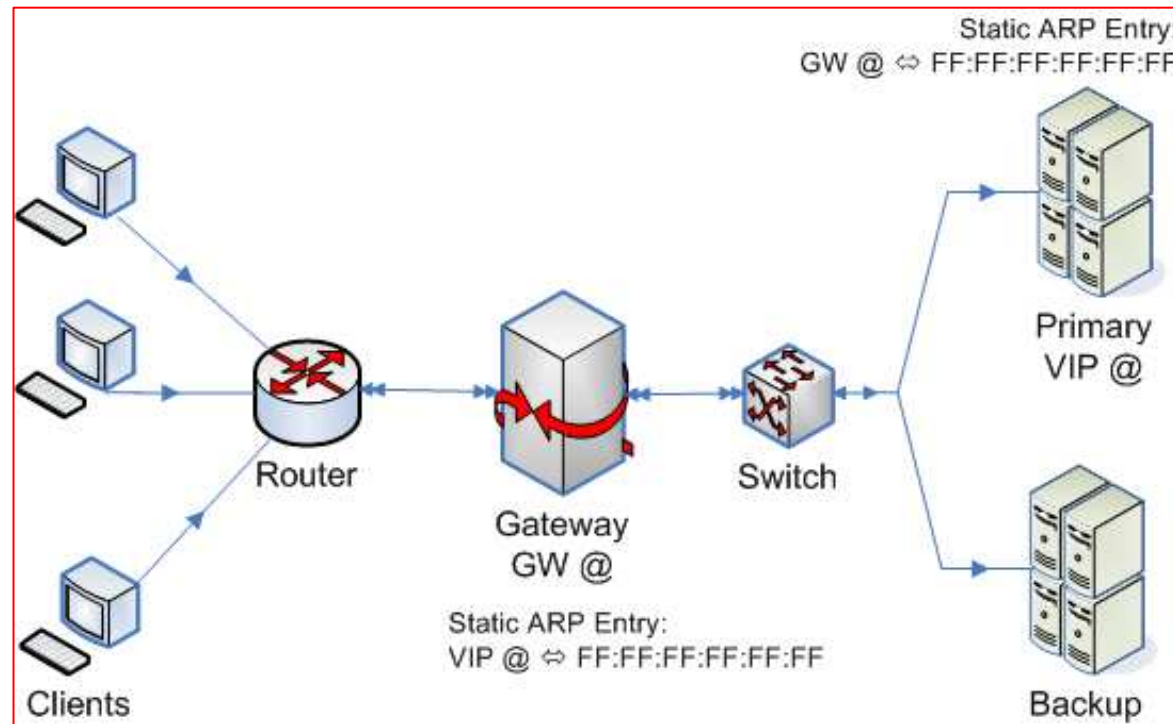 Static ARP Entry:
GW @ ⇔ FF:FF:FF:FF:FF:FF
Primary
VIP @
Router
Switch
Gateway
GW @
Static ARP Entry:
VIP @ ⇔ FF:FF:FF:FF:FF:FF
Clients
Backup